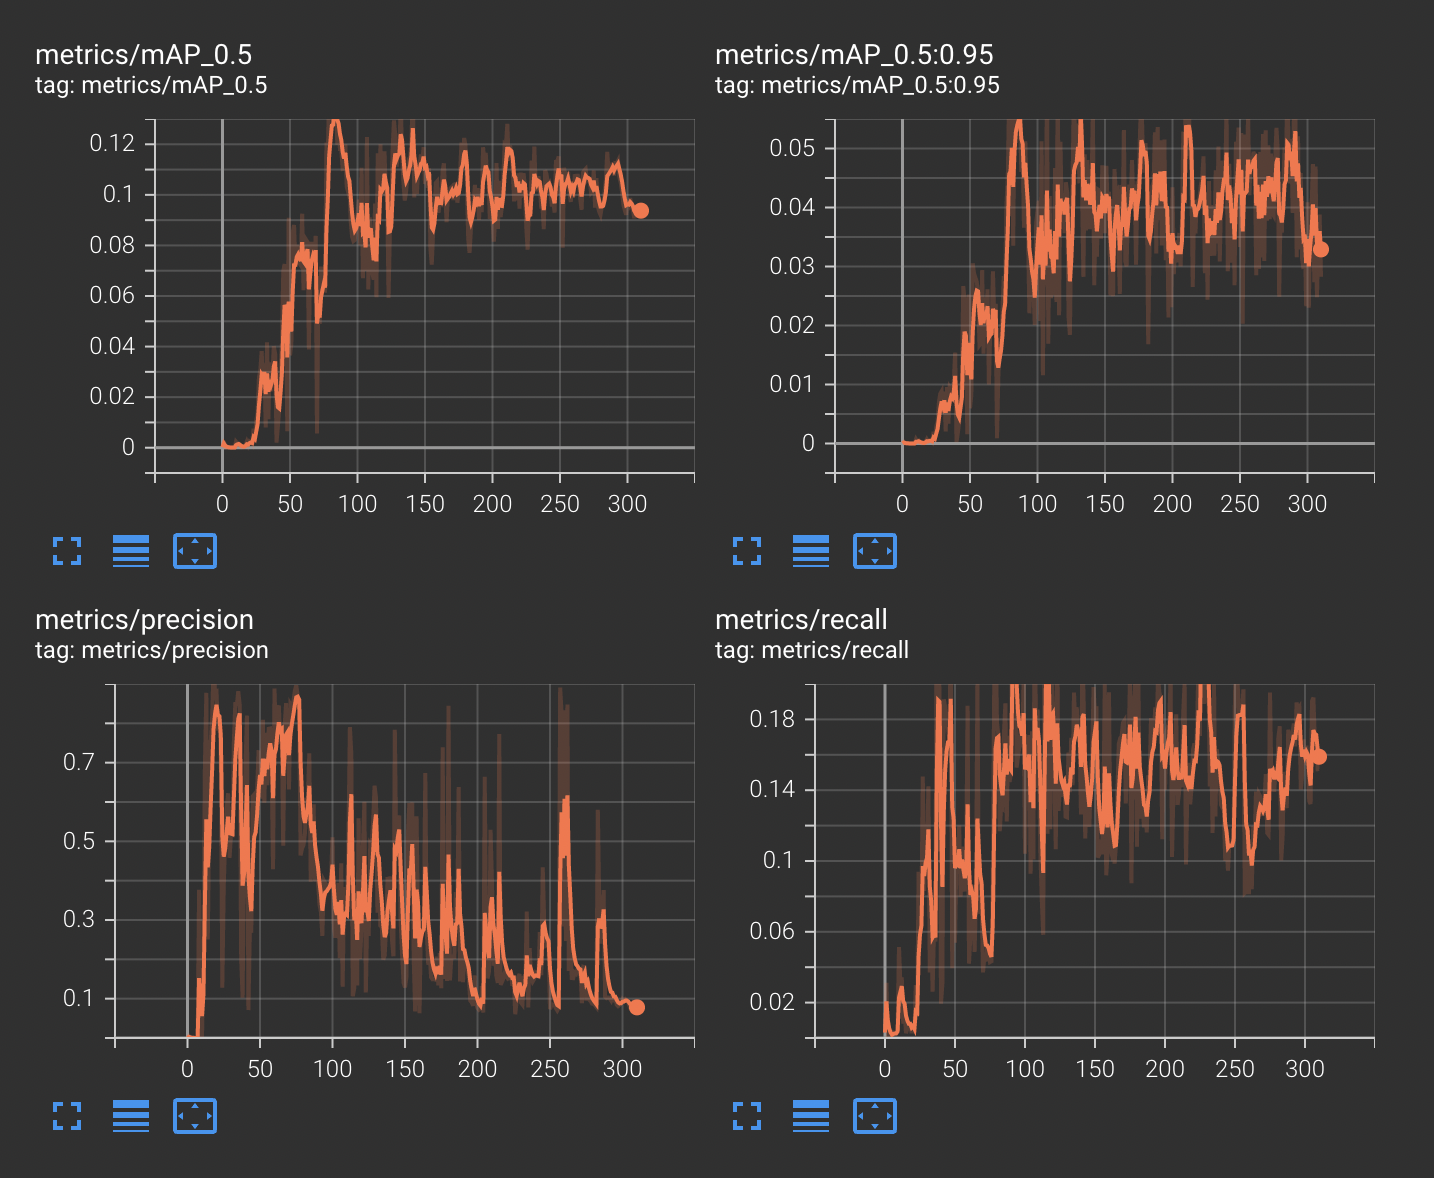 metrics/mAP_0.5
tag: metrics/mAP_0.5
0.12
0.1
0.08
0.06
0.04
0.02
0
0 50 100 150 200 250 300
metrics/mAP_0.5:0.95
tag: metrics/mAP_0.5:0.95
0.05
0.04
0.03
0.02
0.01
0
0 50 100 150 200 250 300
metrics/precision
tag: metrics/precision
0.7
0.5
0.3
0.1
0 50 100 150 200 250 300
metrics/recall
tag: metrics/recall
0.18
0.14
0.1
0.06
0.02
0 50 100 150 200 250 300